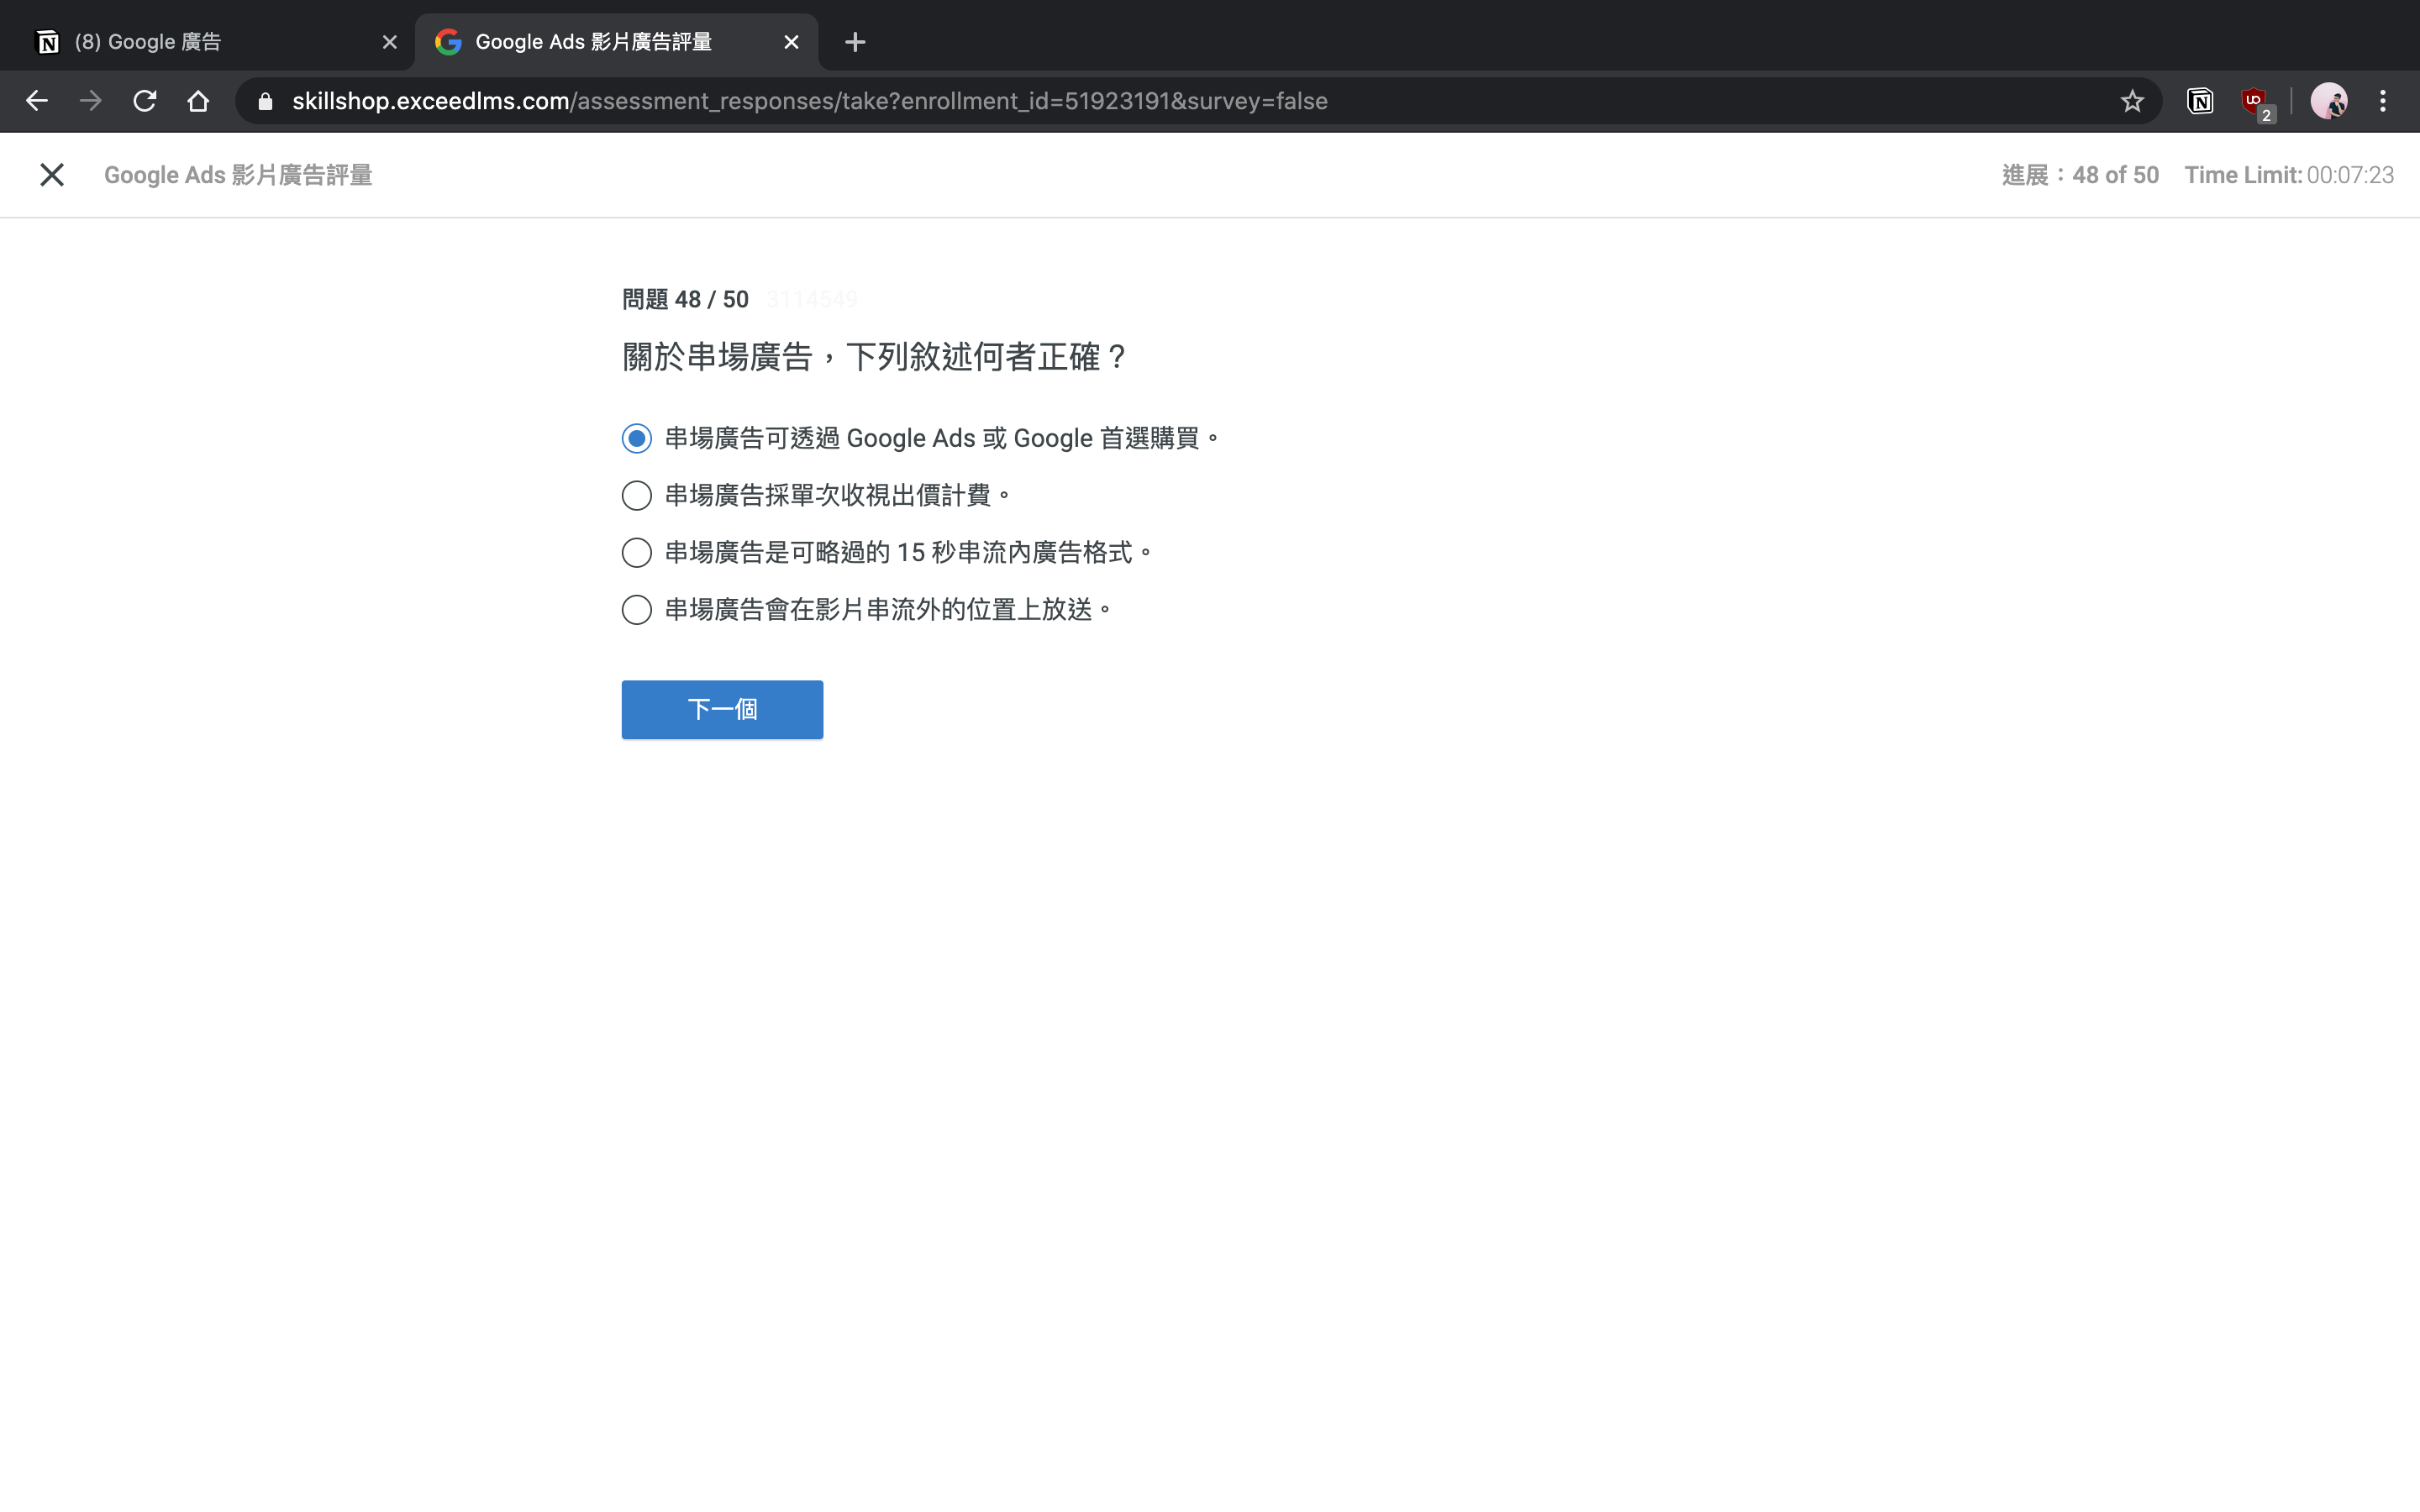 (8) Google 廣告
Google Ads 影片廣告評量
skillshop.exceedlms.com/assessment_responses/take?enrollment_id=51923191&survey=false
2
Google Ads 影片廣告評量
進展：48 of 50 Time Limit: 00:07:23
問題 48 / 50 3114549
關於串場廣告，下列敘述何者正確？
串場廣告可透過 Google Ads 或 Google 首選購買。
串場廣告採單次收視出價計費。
串場廣告是可略過的 15 秒串流內廣告格式。
串場廣告會在影片串流外的位置上放送。
下一個